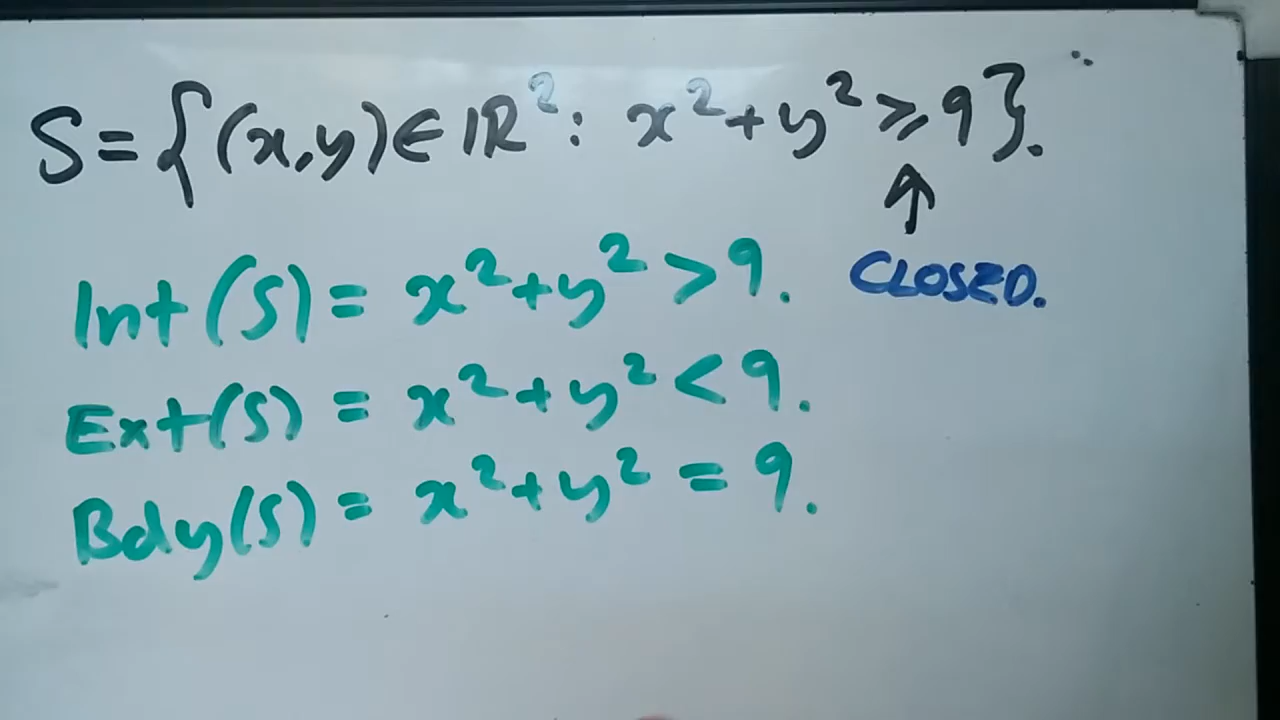 S = {(x,y) ∈ ℝ² : x² + y² ⩾ 9}.
↑
Int(S) = x² + y² > 9.
CLOSED.
Ext(S) = x² + y² < 9.
Bdy(S) = x² + y² = 9.